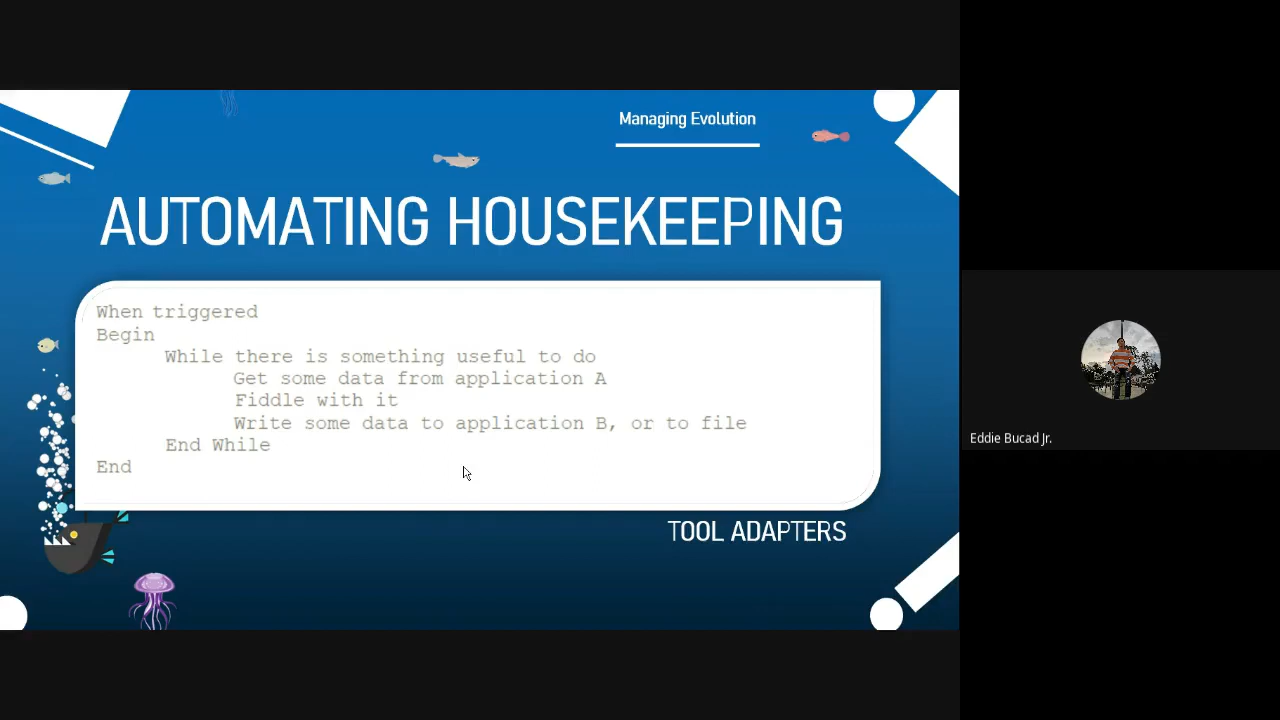 Managing Evolution
AUTOMATING HOUSEKEEPING
When triggered
Begin
While there is something useful to do
Get some data from application A
Fiddle with it
Write some data to application B, or to file
End While
End
TOOL ADAPTERS
Eddie Bucad Jr.